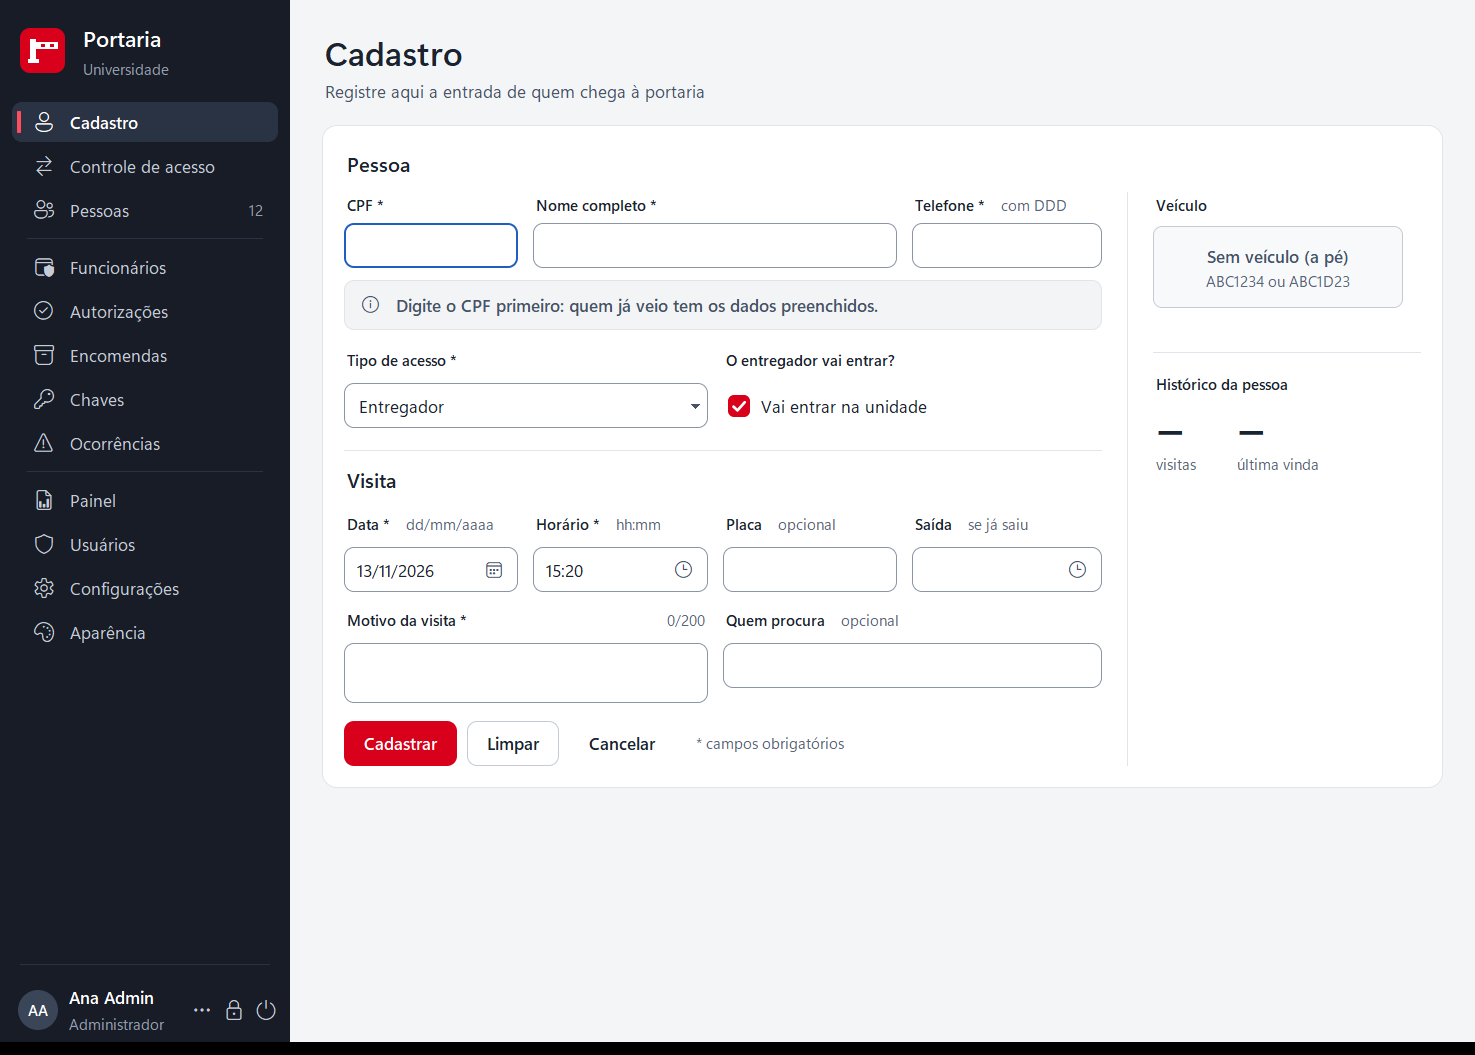 Portaria
Universidade
Cadastro
Controle de acesso
Pessoas 12
Funcionários
Autorizações
Encomendas
Chaves
Ocorrências
Painel
Usuários
Configurações
Aparência
AA
Ana Admin
Administrador
Cadastro
Registre aqui a entrada de quem chega à portaria
Pessoa
CPF * Nome completo * Telefone * com DDD
Digite o CPF primeiro: quem já veio tem os dados preenchidos.
Tipo de acesso * O entregador vai entrar?
Entregador Vai entrar na unidade
Visita
Data * dd/mm/aaaa Horário * hh:mm Placa opcional Saída se já saiu
13/11/2026 15:20
Motivo da visita * 0/200 Quem procura opcional
Cadastrar Limpar Cancelar * campos obrigatórios
Veículo
Sem veículo (a pé)
ABC1234 ou ABC1D23
Histórico da pessoa
— —
visitas última vinda